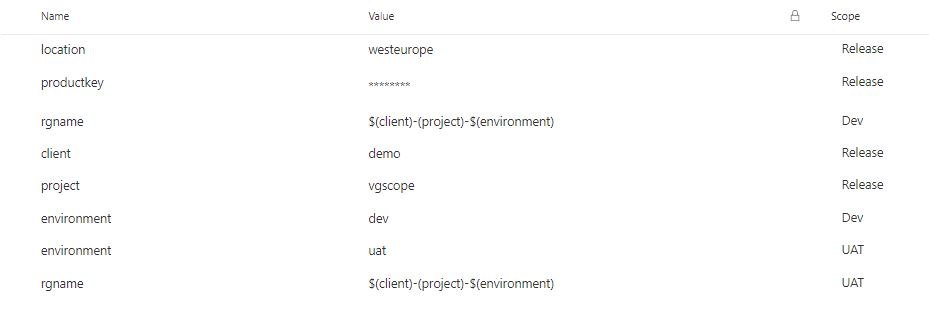 Name Value Scope
location westeurope Release
productkey ******** Release
rgname $(client)-(project)-$(environment) Dev
client demo Release
project vgscope Release
environment dev Dev
environment uat UAT
rgname $(client)-(project)-$(environment) UAT